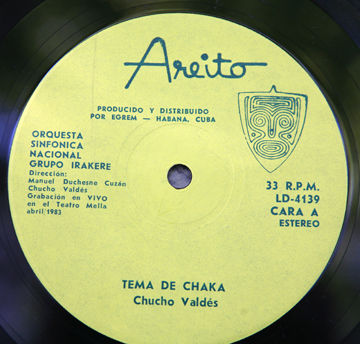 Areito
PRODUCIDO Y DISTRIBUIDO
POR EGREM — HABANA, CUBA
ORQUESTA
SINFONICA
NACIONAL
GRUPO IRAKERE
Dirección:
Manuel Duchesne Cuzán
Chucho Valdés
Grabación en VIVO
en el Teatro Mella
abril/1983
33 R.P.M.
LD-4139
CARA A
ESTEREO
TEMA DE CHAKA
Chucho Valdés